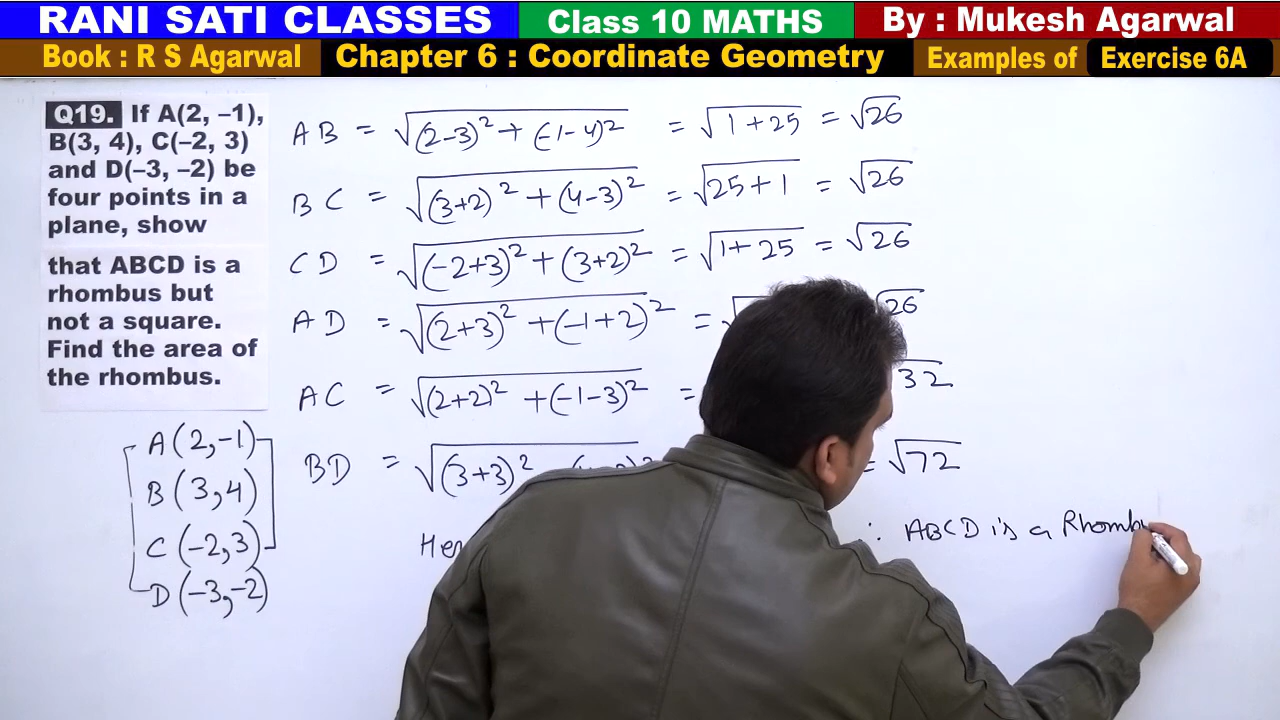 RANI SATI CLASSES Class 10 MATHS By : Mukesh Agarwal
Book : R S Agarwal Chapter 6 : Coordinate Geometry Examples of Exercise 6A
Q19. If A(2, –1),
B(3, 4), C(–2, 3)
and D(–3, –2) be
four points in a
plane, show
that ABCD is a
rhombus but
not a square.
Find the area of
the rhombus.
A(2,-1)
B(3,4)
C(-2,3)
D(-3,-2)
AB = √(2-3)² + (-1-4)² = √1+25 = √26
BC = √(3+2)² + (4-3)² = √25+1 = √26
CD = √(-2+3)² + (3+2)² = √1+25 = √26
AD = √(2+3)² + (-1+2)² = √26
AC = √(2+2)² + (-1-3)² = √32
BD = √(3+3)² = √72
∴ ABCD is a Rhombu